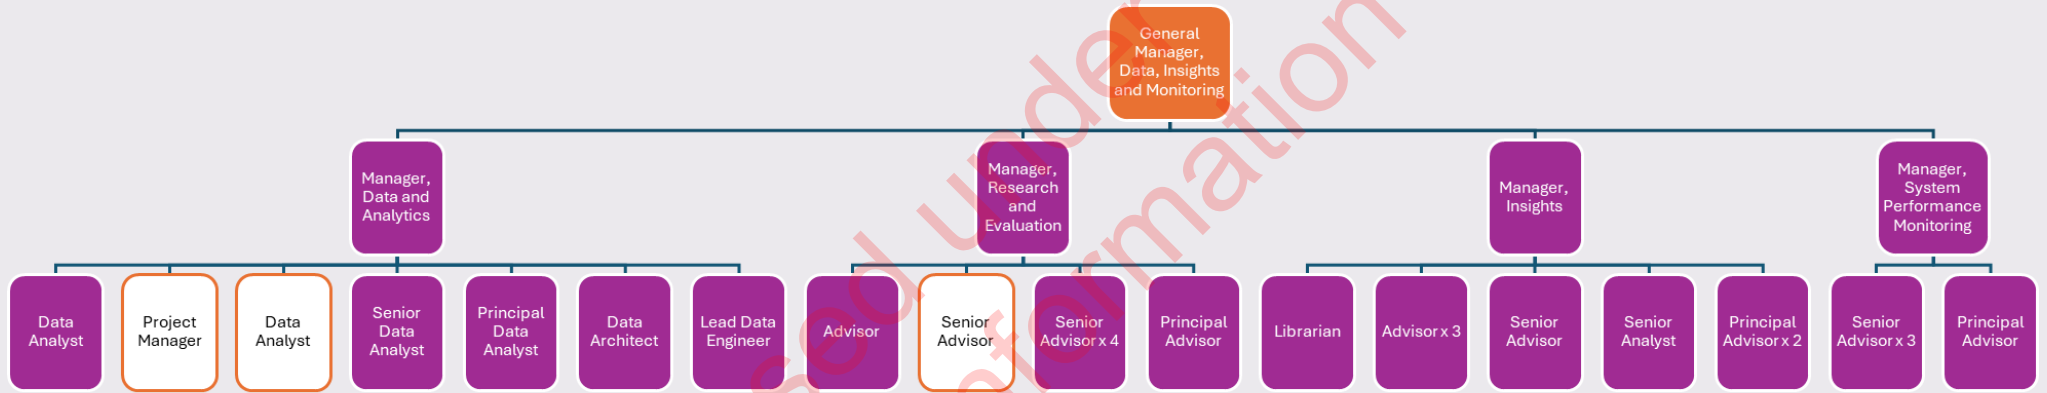 General
Manager,
Data, Insights
and Monitoring
Manager,
Data and
Analytics
Manager,
Research
and
Evaluation
Manager,
Insights
Manager,
System
Performance
Monitoring
Data
Analyst
Project
Manager
Data
Analyst
Senior
Data
Analyst
Principal
Data
Analyst
Data
Architect
Lead Data
Engineer
Advisor
Senior
Advisor
Senior
Advisor x 4
Principal
Advisor
Librarian
Advisor x 3
Senior
Advisor
Senior
Analyst
Principal
Advisor x 2
Senior
Advisor x 3
Principal
Advisor
sed under
nformation